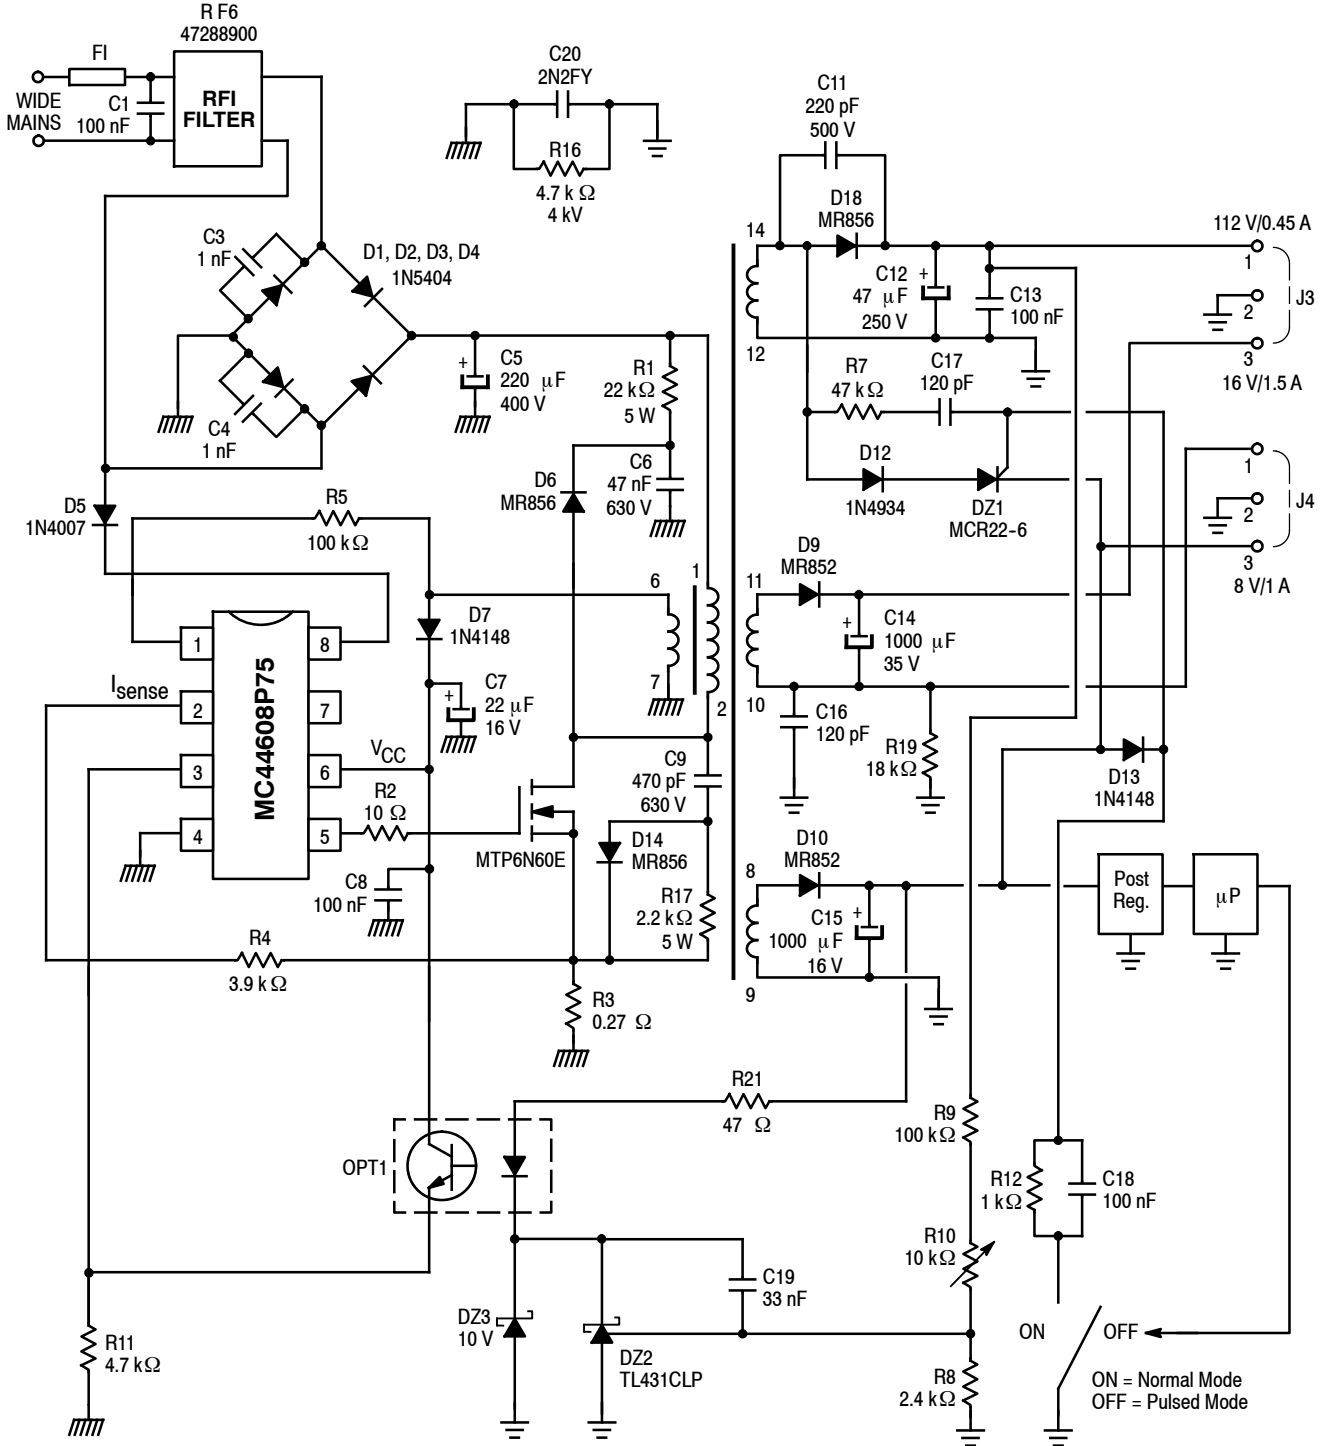 R F6
47288900
FI
WIDE
MAINS
C1
100 nF
RFI
FILTER
C20
2N2FY
R16
4.7 k Ω
4 kV
C11
220 pF
500 V
D18
MR856
14
112 V/0.45 A
1
J3
2
3
16 V/1.5 A
C3
1 nF
D1, D2, D3, D4
1N5404
C4
1 nF
C5
220 μF
400 V
+
R1
22 kΩ
5 W
C12
47 μF
250 V
+
C13
100 nF
12
R7
47 kΩ
C17
120 pF
D12
1N4934
DZ1
MCR22-6
1
J4
2
3
8 V/1 A
D5
1N4007
R5
100 kΩ
D6
MR856
C6
47 nF
630 V
D9
MR852
6
1
11
D7
1N4148
7
2
10
C14
1000 μF
35 V
+
MC44608P75
1
2
3
4
8
7
6
5
Isense
VCC
C7
22 μF
16 V
+
R2
10 Ω
MTP6N60E
C9
470 pF
630 V
D14
MR856
R17
2.2 kΩ
5 W
C16
120 pF
R19
18 kΩ
D13
1N4148
D10
MR852
8
C15
1000 μF
16 V
+
9
Post
Reg.
μP
C8
100 nF
R4
3.9 k Ω
R3
0.27 Ω
R21
47 Ω
R9
100 kΩ
OPT1
R12
1 kΩ
C18
100 nF
R10
10 kΩ
C19
33 nF
DZ3
10 V
DZ2
TL431CLP
R11
4.7 kΩ
R8
2.4 kΩ
ON
OFF
ON = Normal Mode
OFF = Pulsed Mode